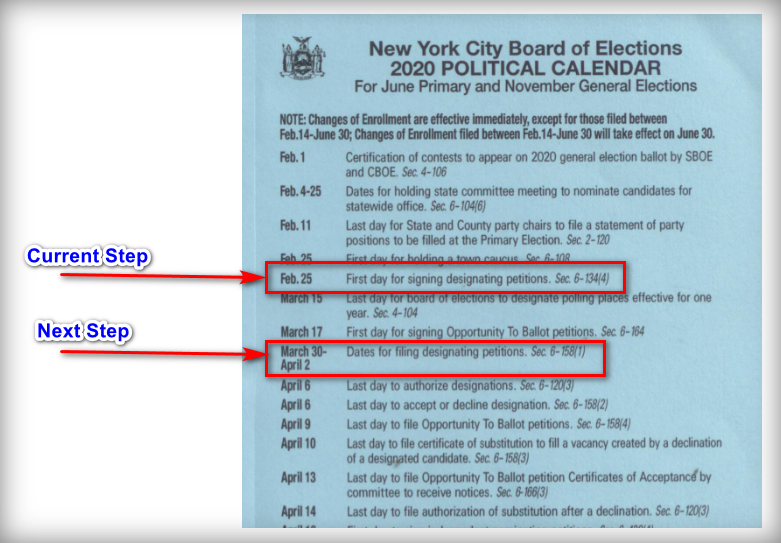 New York City Board of Elections
2020 POLITICAL CALENDAR
For June Primary and November General Elections
NOTE: Changes of Enrollment are effective immediately, except for those filed between
Feb.14-June 30; Changes of Enrollment filed between Feb.14-June 30 will take effect on June 30.
Feb. 1 Certification of contests to appear on 2020 general election ballot by SBOE
and CBOE. Sec. 4-106
Feb. 4-25 Dates for holding state committee meeting to nominate candidates for
statewide office. Sec. 6-104(6)
Feb. 11 Last day for State and County party chairs to file a statement of party
positions to be filled at the Primary Election. Sec. 2-120
Feb. 25 First day for holding a town caucus. Sec. 6-108
Current Step
Feb. 25 First day for signing designating petitions. Sec. 6-134(4)
March 15 Last day for board of elections to designate polling places effective for one
year. Sec. 4-104
March 17 First day for signing Opportunity To Ballot petitions. Sec. 6-164
Next Step
March 30- Dates for filing designating petitions. Sec. 6-158(1)
April 2
April 6 Last day to authorize designations. Sec. 6-120(3)
April 6 Last day to accept or decline designation. Sec. 6-158(2)
April 9 Last day to file Opportunity To Ballot petitions. Sec. 6-158(4)
April 10 Last day to file certificate of substitution to fill a vacancy created by a declination
of a designated candidate. Sec. 6-158(3)
April 13 Last day to file Opportunity To Ballot petition Certificates of Acceptance by
committee to receive notices. Sec. 6-166(3)
April 14 Last day to file authorization of substitution after a declination. Sec. 6-120(3)